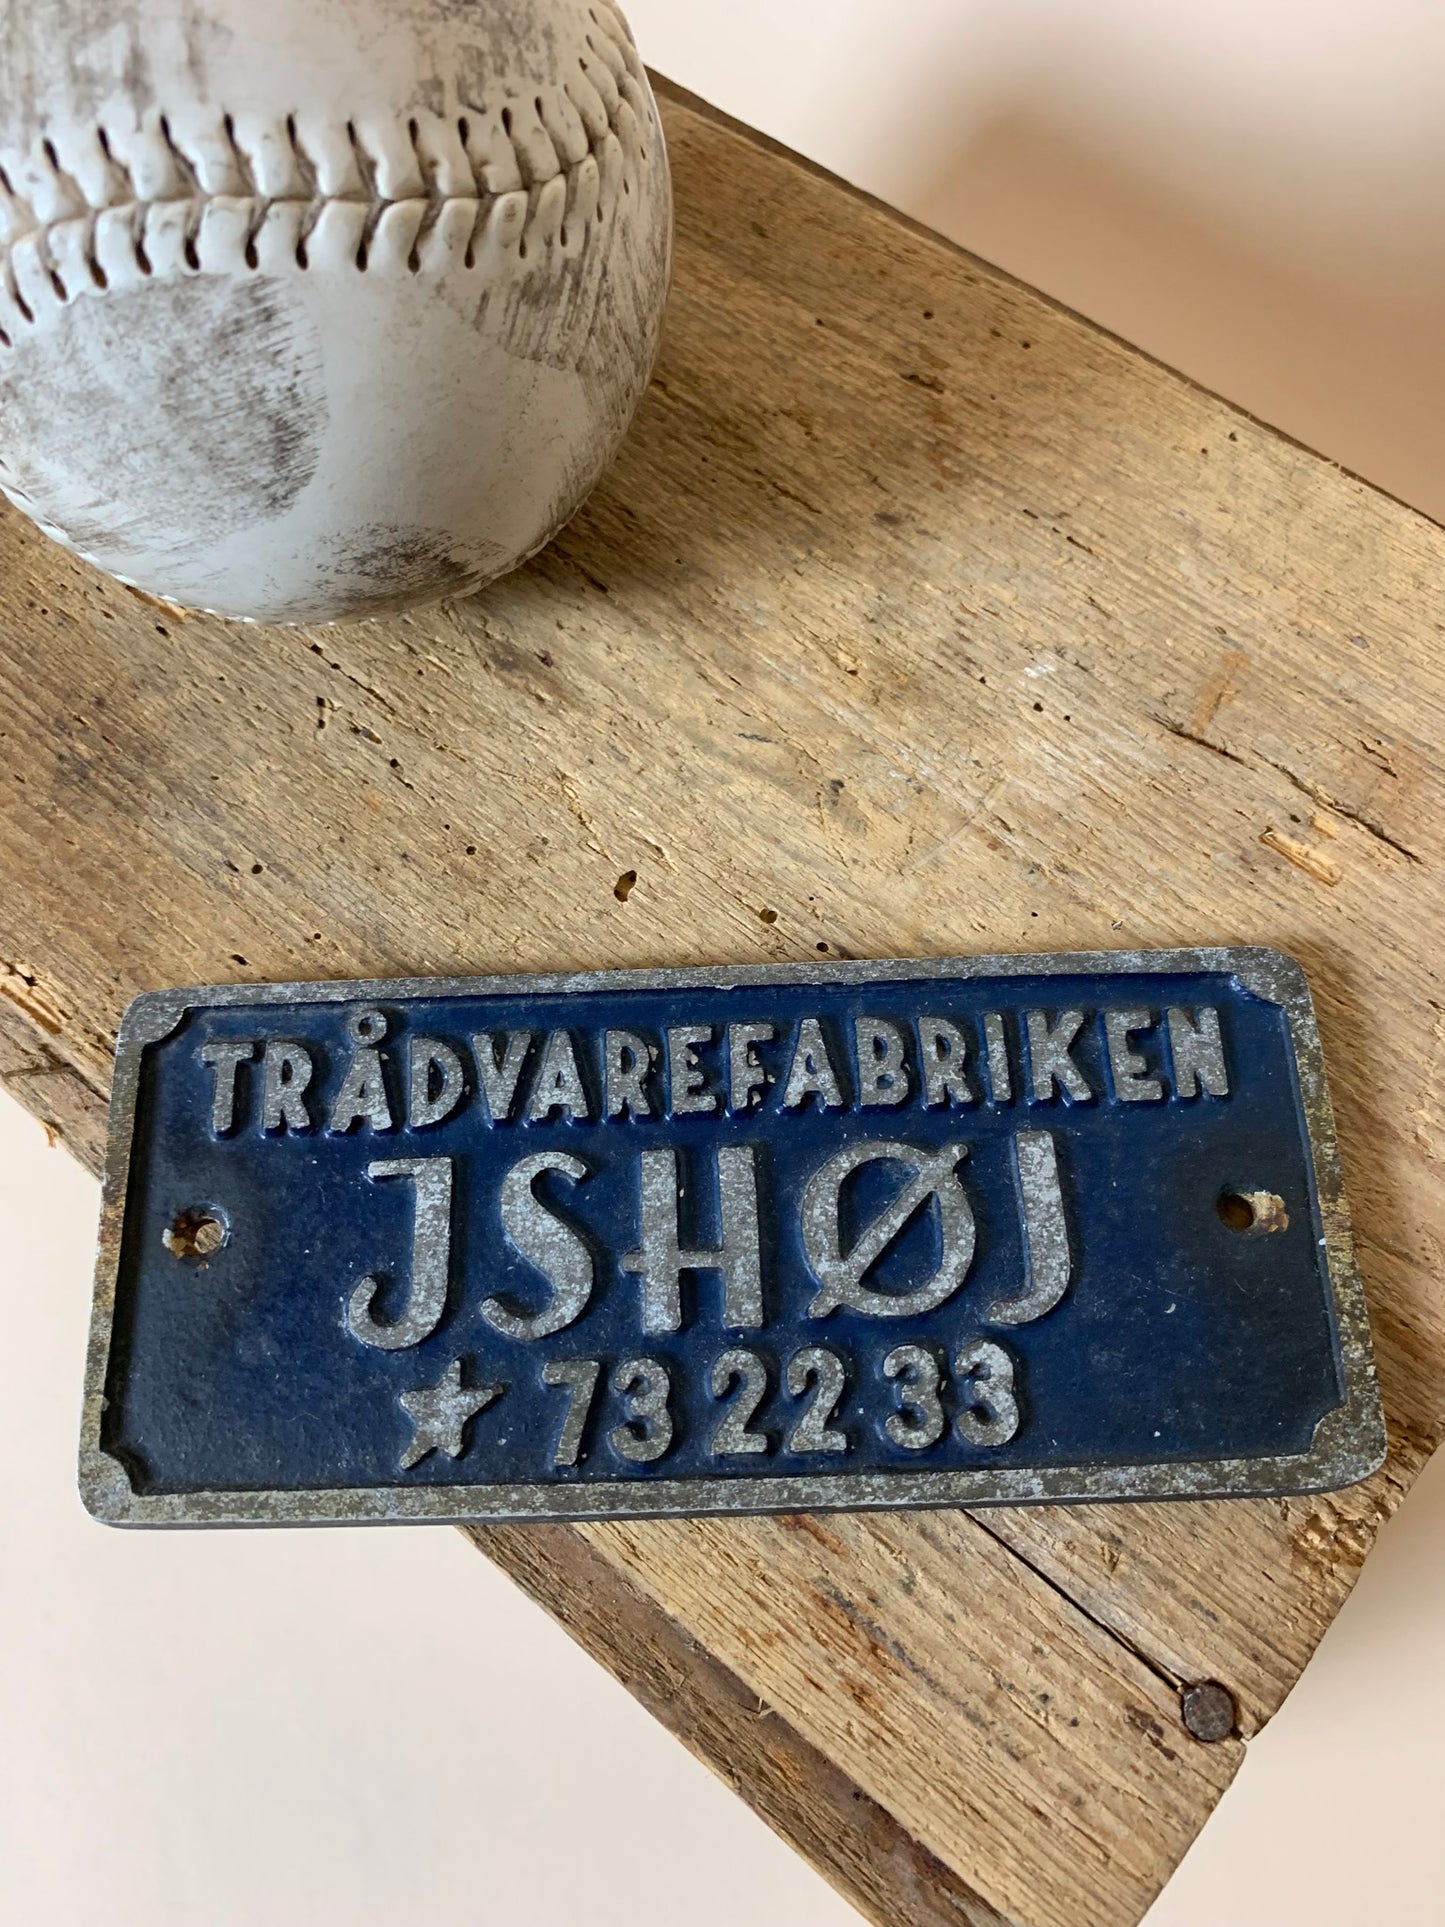 TRÅDVAREFABRIKEN
JSHØJ
★ 73 22 33